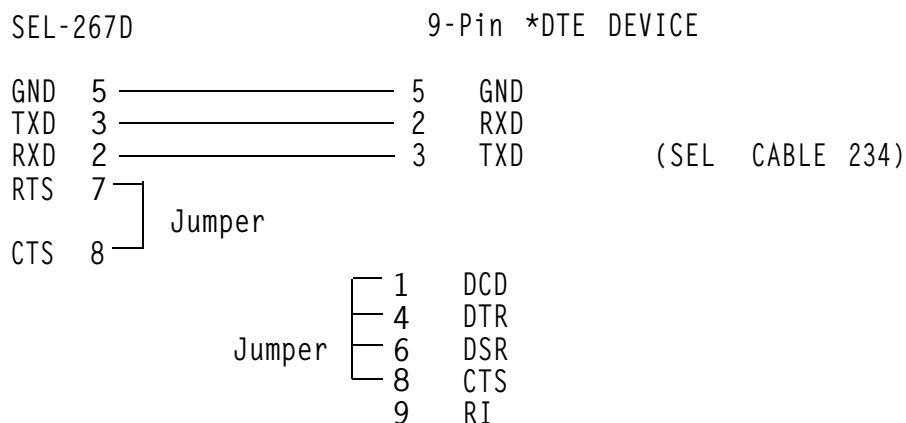 SEL-267D 9-Pin *DTE DEVICE
GND 5 5 GND
TXD 3 2 RXD
RXD 2 3 TXD (SEL CABLE 234)
RTS 7
Jumper
CTS 8
1 DCD
4 DTR
Jumper 6 DSR
8 CTS
9 RI